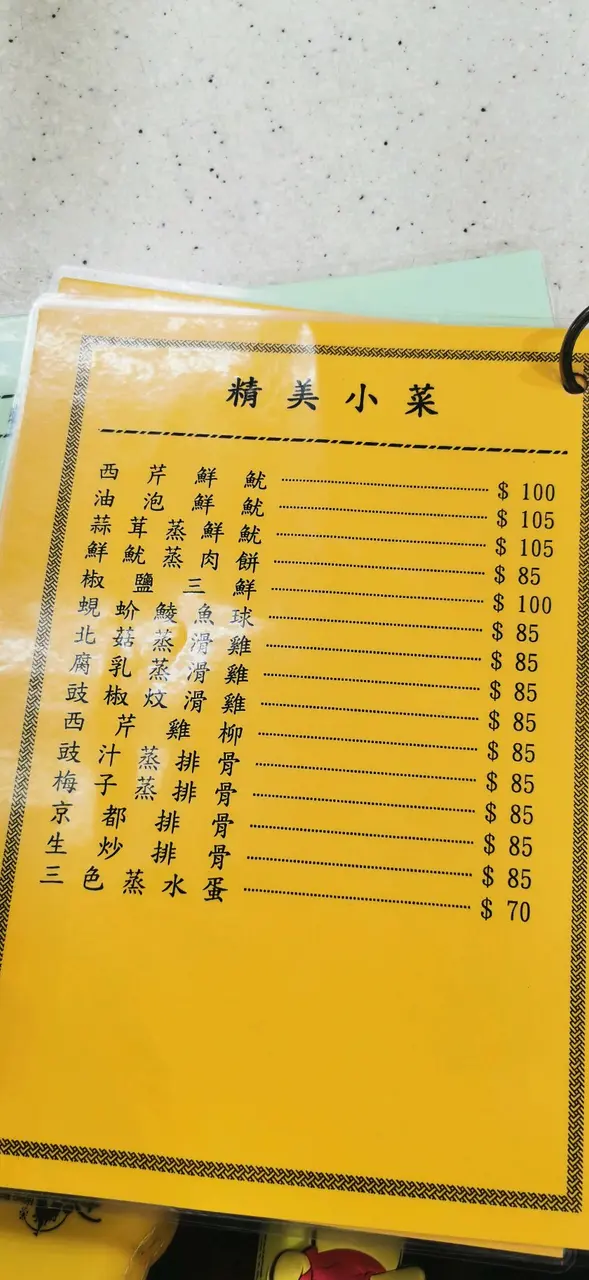 精美小菜
西芹鮮魷 $ 100
油泡鮮魷 $ 105
蒜茸蒸鮮魷 $ 105
鮮魷蒸肉餅 $ 85
椒鹽三鮮 $ 100
蜆蚧鯪魚球 $ 85
北菇蒸滑雞 $ 85
腐乳蒸滑雞 $ 85
豉椒炆滑雞 $ 85
西芹雞柳 $ 85
豉汁蒸排骨 $ 85
梅子蒸排骨 $ 85
京都排骨 $ 85
生炒排骨 $ 85
三色蒸水蛋 $ 70